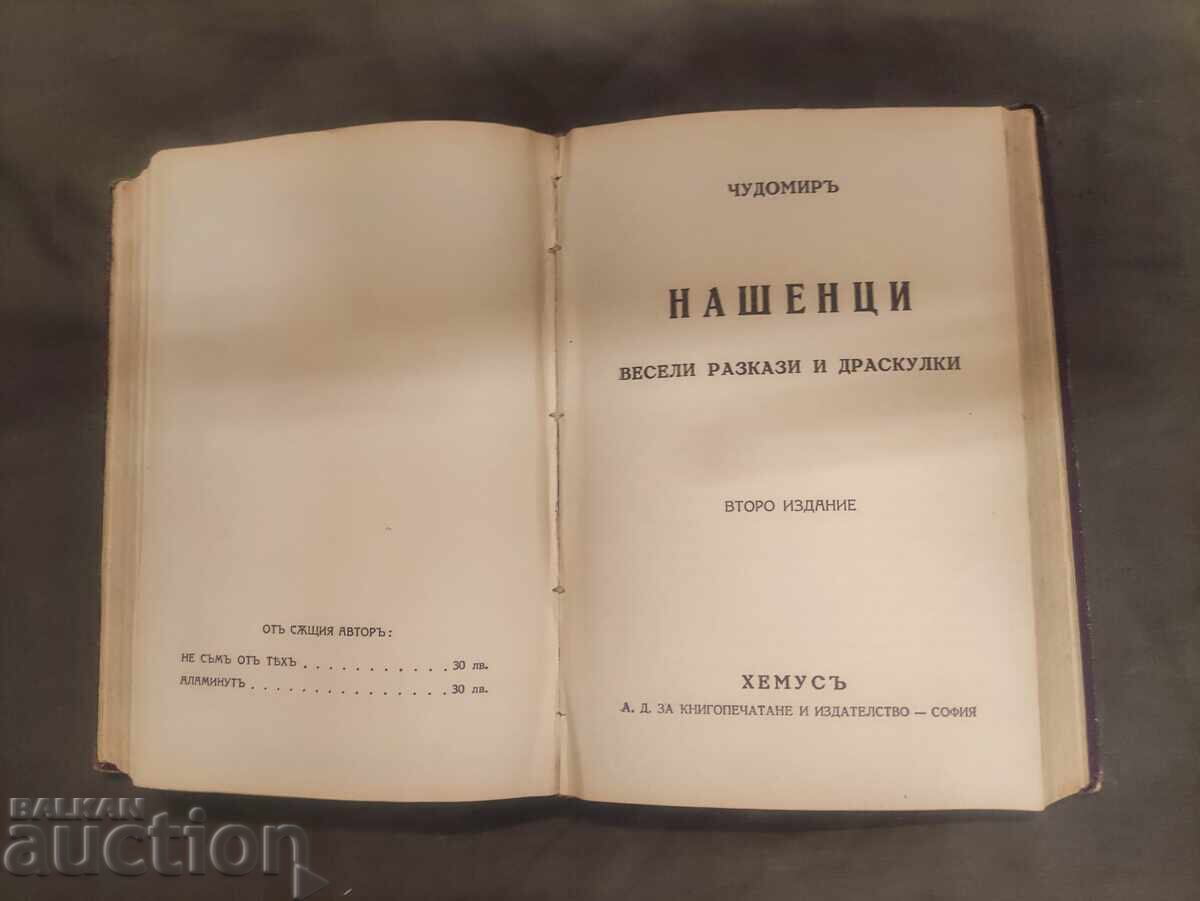 ОТЪ СѪЩИЯ АВТОРЪ:
НЕ СЪМЪ ОТЪ ТѢХЪ . . . . . . . . . . . . 30 лв.
АЛАМИНУТЪ . . . . . . . . . . . . . . . . 30 лв.
ЧУДОМИРЪ
НАШЕНЦИ
ВЕСЕЛИ РАЗКАЗИ И ДРАСКУЛКИ
ВТОРО ИЗДАНИЕ
ХЕМУСЪ
А. Д. ЗА КНИГОПЕЧАТАНЕ И ИЗДАТЕЛСТВО — СОФИЯ
BALKAN
auction